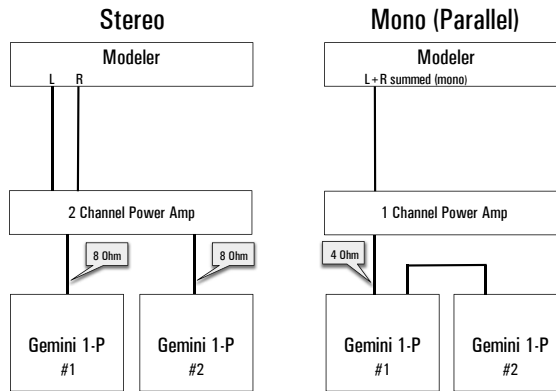 Stereo
Modeler
L R
2 Channel Power Amp
8 Ohm
8 Ohm
Gemini 1-P
#1
Gemini 1-P
#2
Mono (Parallel)
Modeler
L+R summed (mono)
1 Channel Power Amp
4 Ohm
Gemini 1-P
#1
Gemini 1-P
#2